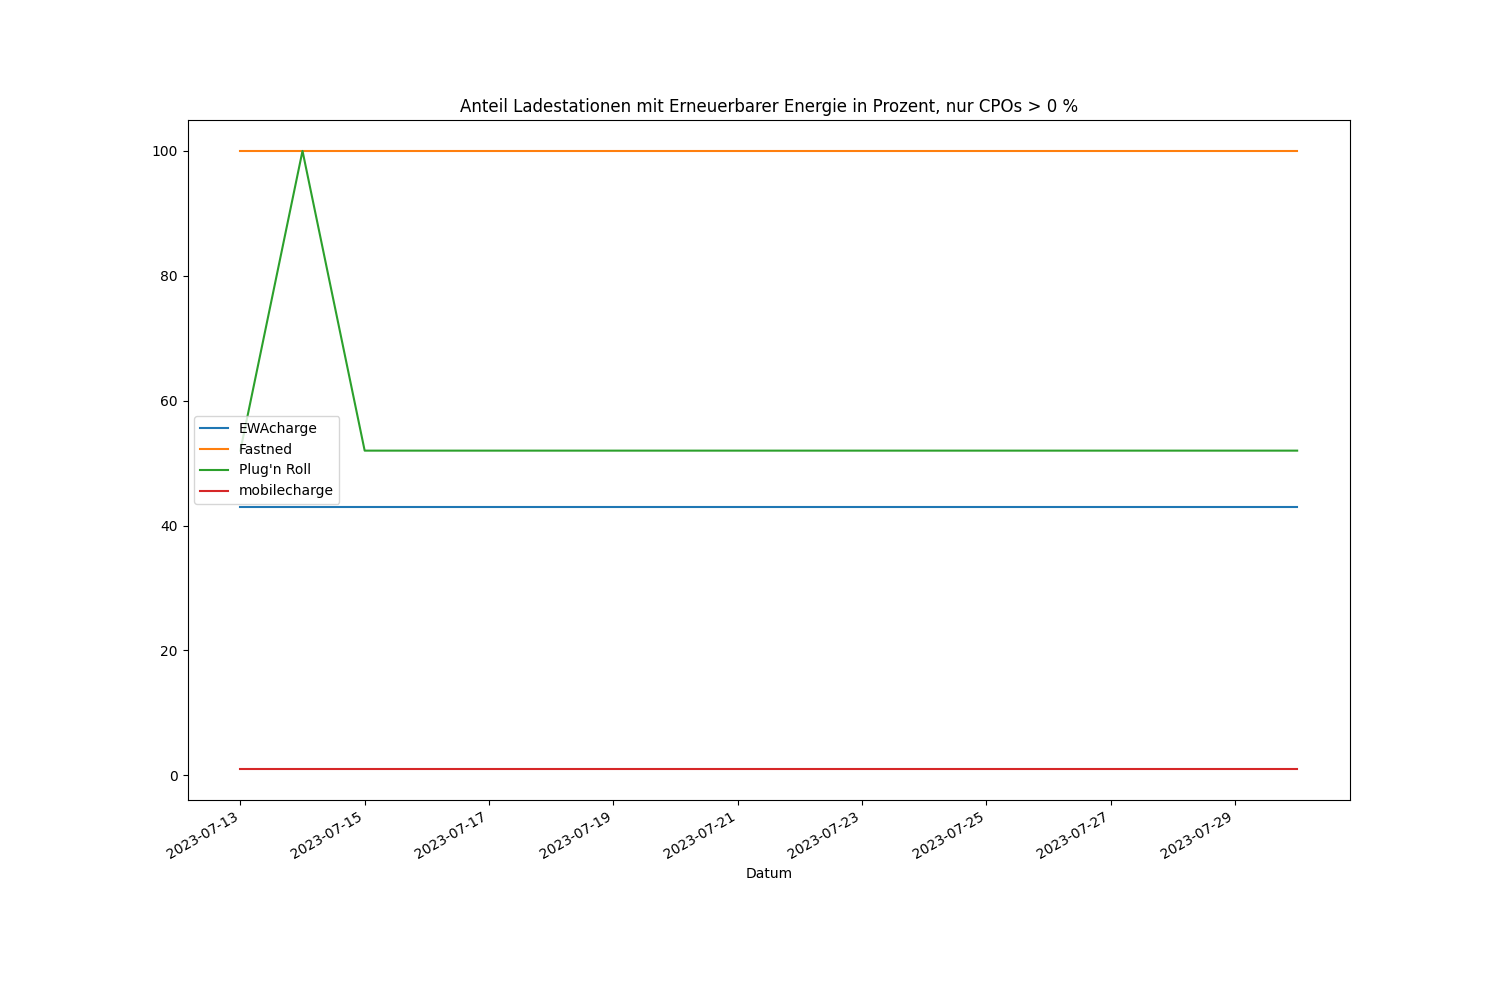 Anteil Ladestationen mit Erneuerbarer Energie in Prozent, nur CPOs > 0 %
100
80
60
40
20
0
EWAcharge
Fastned
Plug'n Roll
mobilecharge
2023-07-13
2023-07-15
2023-07-17
2023-07-19
2023-07-21
2023-07-23
2023-07-25
2023-07-27
2023-07-29
Datum